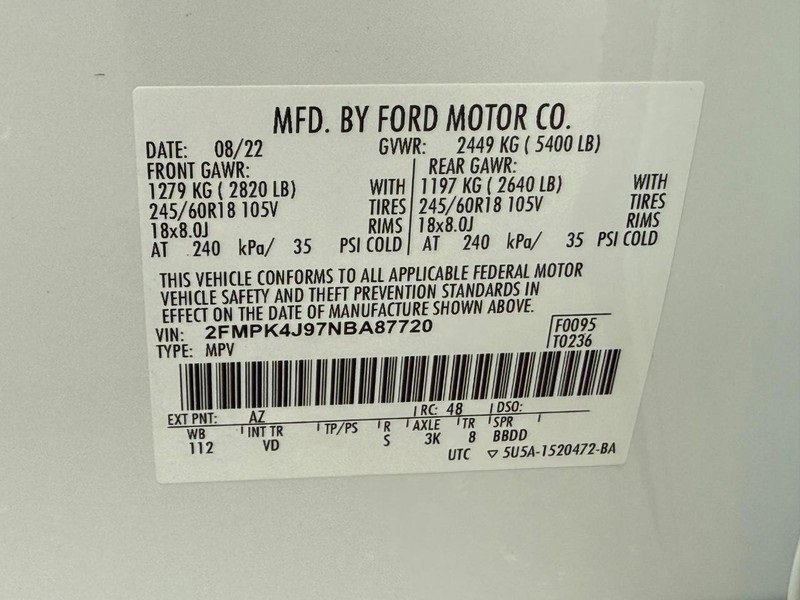 MFD. BY FORD MOTOR CO.
DATE: 08/22 GVWR: 2449 KG ( 5400 LB)
FRONT GAWR: REAR GAWR:
1279 KG ( 2820 LB) WITH 1197 KG ( 2640 LB) WITH
245/60R18 105V TIRES 245/60R18 105V TIRES
18x8.0J RIMS 18x8.0J RIMS
AT 240 kPa/ 35 PSI COLD AT 240 kPa/ 35 PSI COLD
THIS VEHICLE CONFORMS TO ALL APPLICABLE FEDERAL MOTOR
VEHICLE SAFETY AND THEFT PREVENTION STANDARDS IN
EFFECT ON THE DATE OF MANUFACTURE SHOWN ABOVE.
VIN: 2FMPK4J97NBA87720 F0095
TYPE: MPV T0236
EXT PNT: AZ RC: 48 DSO:
WB INT TR TP/PS R AXLE TR SPR
112 VD S 3K 8 BBDD
UTC ▽ 5U5A-1520472-BA